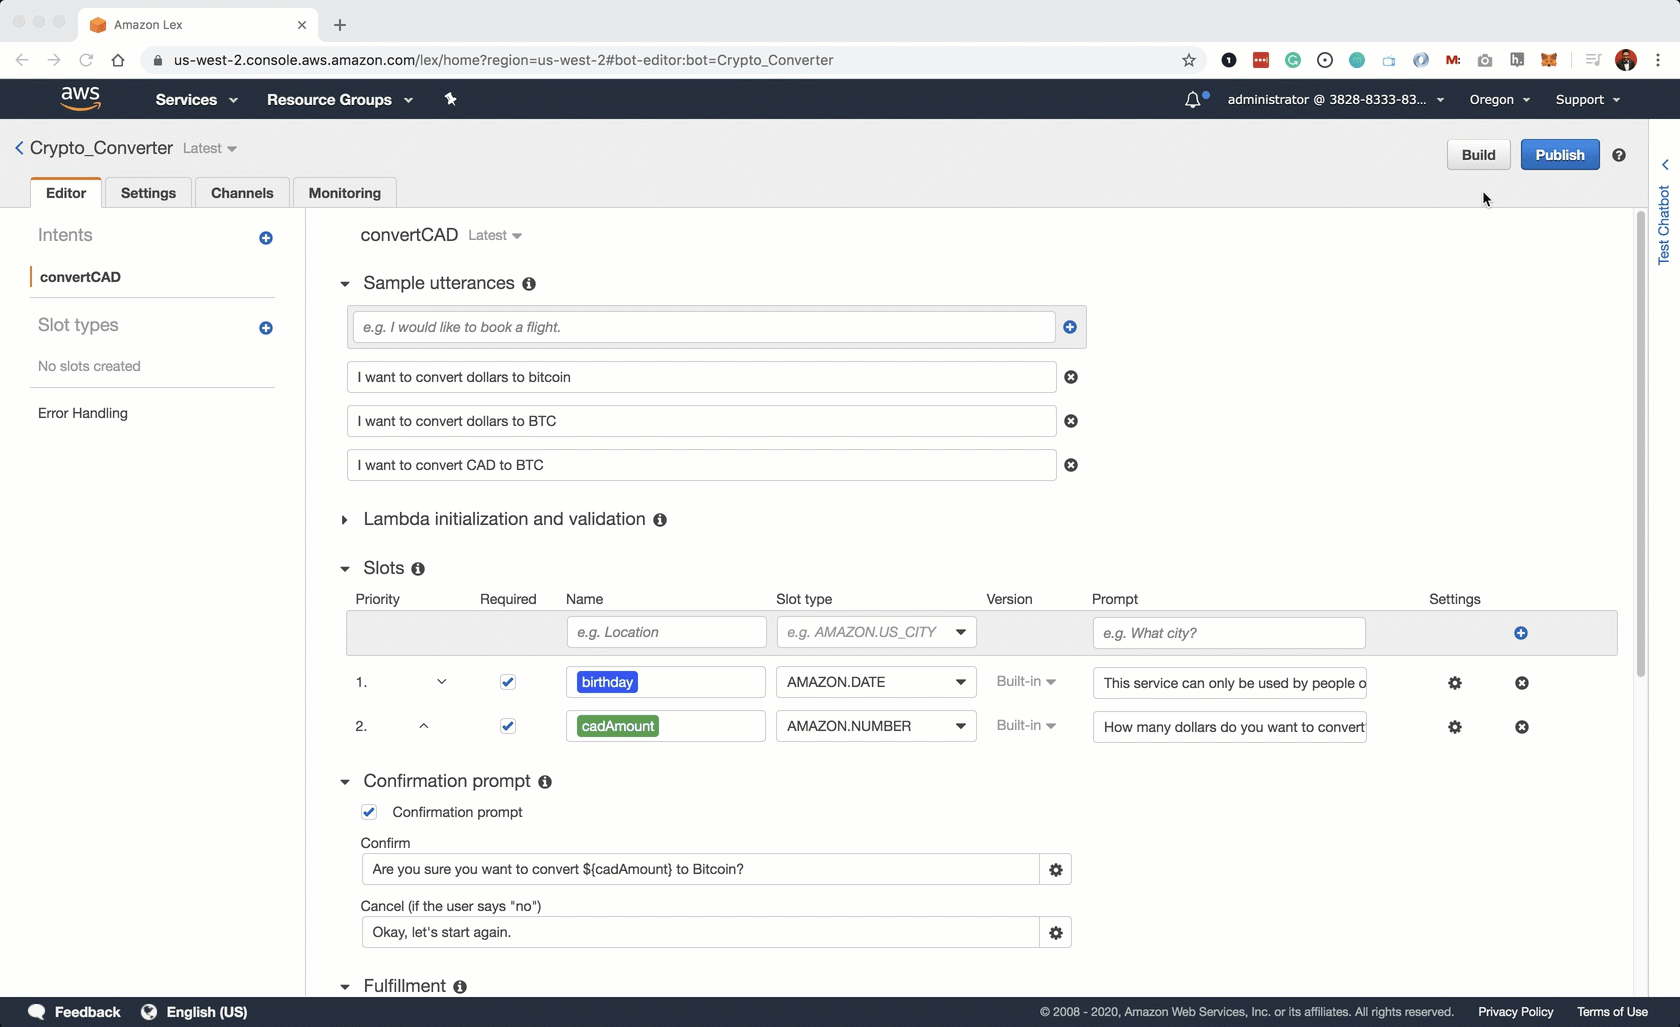 Amazon Lex
us-west-2.console.aws.amazon.com/lex/home?region=us-west-2#bot-editor:bot=Crypto_Converter
aws Services Resource Groups administrator @ 3828-8333-83... Oregon Support
Crypto_Converter Latest Build Publish
Editor Settings Channels Monitoring
Test Chatbot
Intents
convertCAD
Slot types
No slots created
Error Handling
convertCAD Latest
Sample utterances
e.g. I would like to book a flight.
I want to convert dollars to bitcoin
I want to convert dollars to BTC
I want to convert CAD to BTC
Lambda initialization and validation
Slots
Priority Required Name Slot type Version Prompt Settings
e.g. Location e.g. AMAZON.US_CITY e.g. What city?
1. birthday AMAZON.DATE Built-in This service can only be used by people o
2. cadAmount AMAZON.NUMBER Built-in How many dollars do you want to convert
Confirmation prompt
Confirmation prompt
Confirm
Are you sure you want to convert ${cadAmount} to Bitcoin?
Cancel (if the user says "no")
Okay, let's start again.
Fulfillment
Feedback English (US) © 2008 - 2020, Amazon Web Services, Inc. or its affiliates. All rights reserved. Privacy Policy Terms of Use